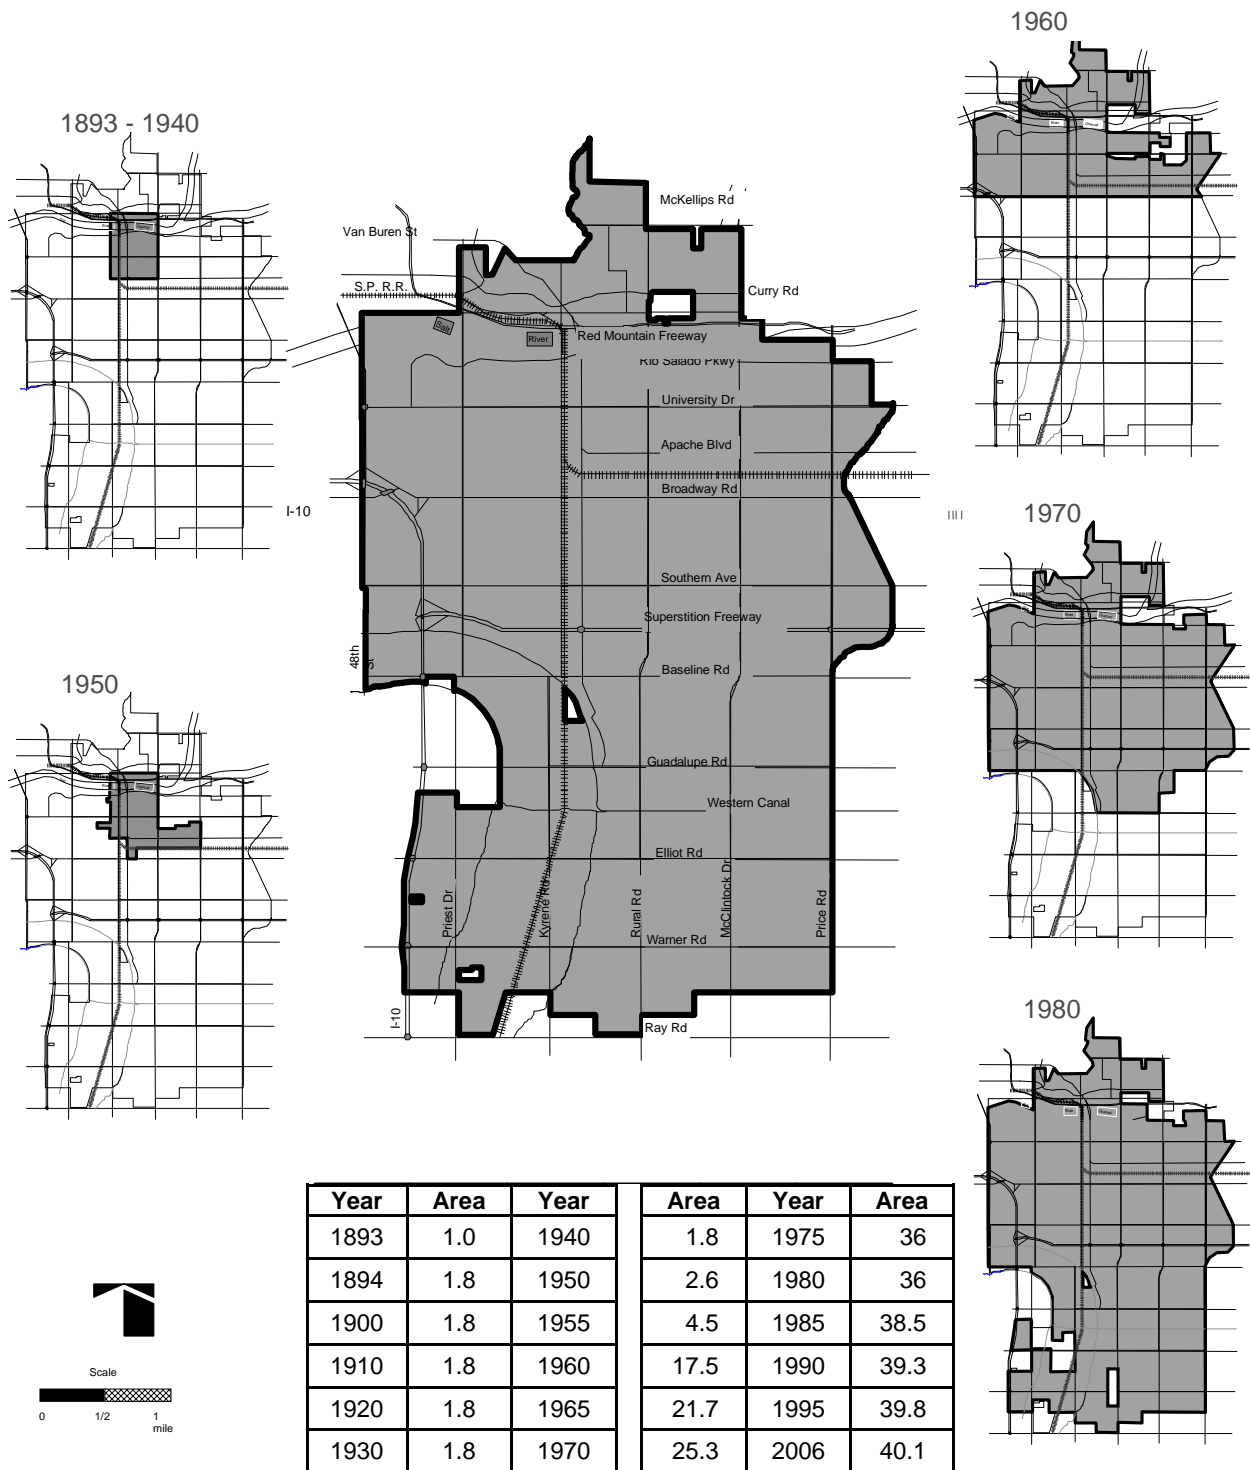 1960
1893 - 1940
McKellips Rd
Van Buren St
S.P. R.R.
Curry Rd
Salt
River
Red Mountain Freeway
Rio Salado Pkwy
University Dr
Apache Blvd
Broadway Rd
I-10
1970
Southern Ave
Superstition Freeway
48th
St
Baseline Rd
1950
Guadalupe Rd
Western Canal
Elliot Rd
Priest Dr
Kyrene Rd
Rural Rd
McClintock Dr
Price Rd
Warner Rd
I-10
Ray Rd
1980
Year Area Year Area Year Area
1893 1.0 1940 1.8 1975 36
1894 1.8 1950 2.6 1980 36
1900 1.8 1955 4.5 1985 38.5
1910 1.8 1960 17.5 1990 39.3
1920 1.8 1965 21.7 1995 39.8
1930 1.8 1970 25.3 2006 40.1
Scale
0 1/2 1
mile